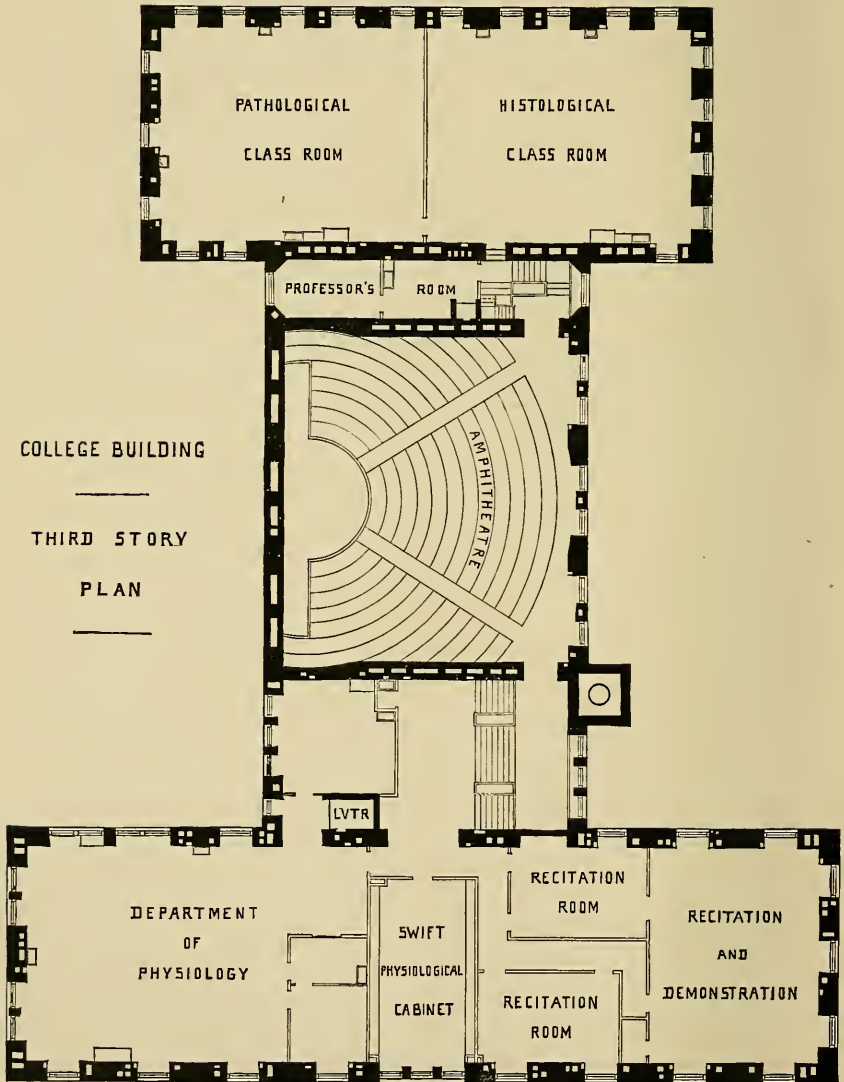 PATHOLOGICAL
CLASS ROOM
HISTOLOGICAL
CLASS ROOM
PROFESSOR'S ROOM
COLLEGE BUILDING
THIRD STORY
PLAN
AMPHITHEATRE
LVTR
DEPARTMENT
OF
PHYSIOLOGY
SWIFT
PHYSIOLOGICAL
CABINET
RECITATION
ROOM
RECITATION
ROOM
RECITATION
AND
DEMONSTRATION